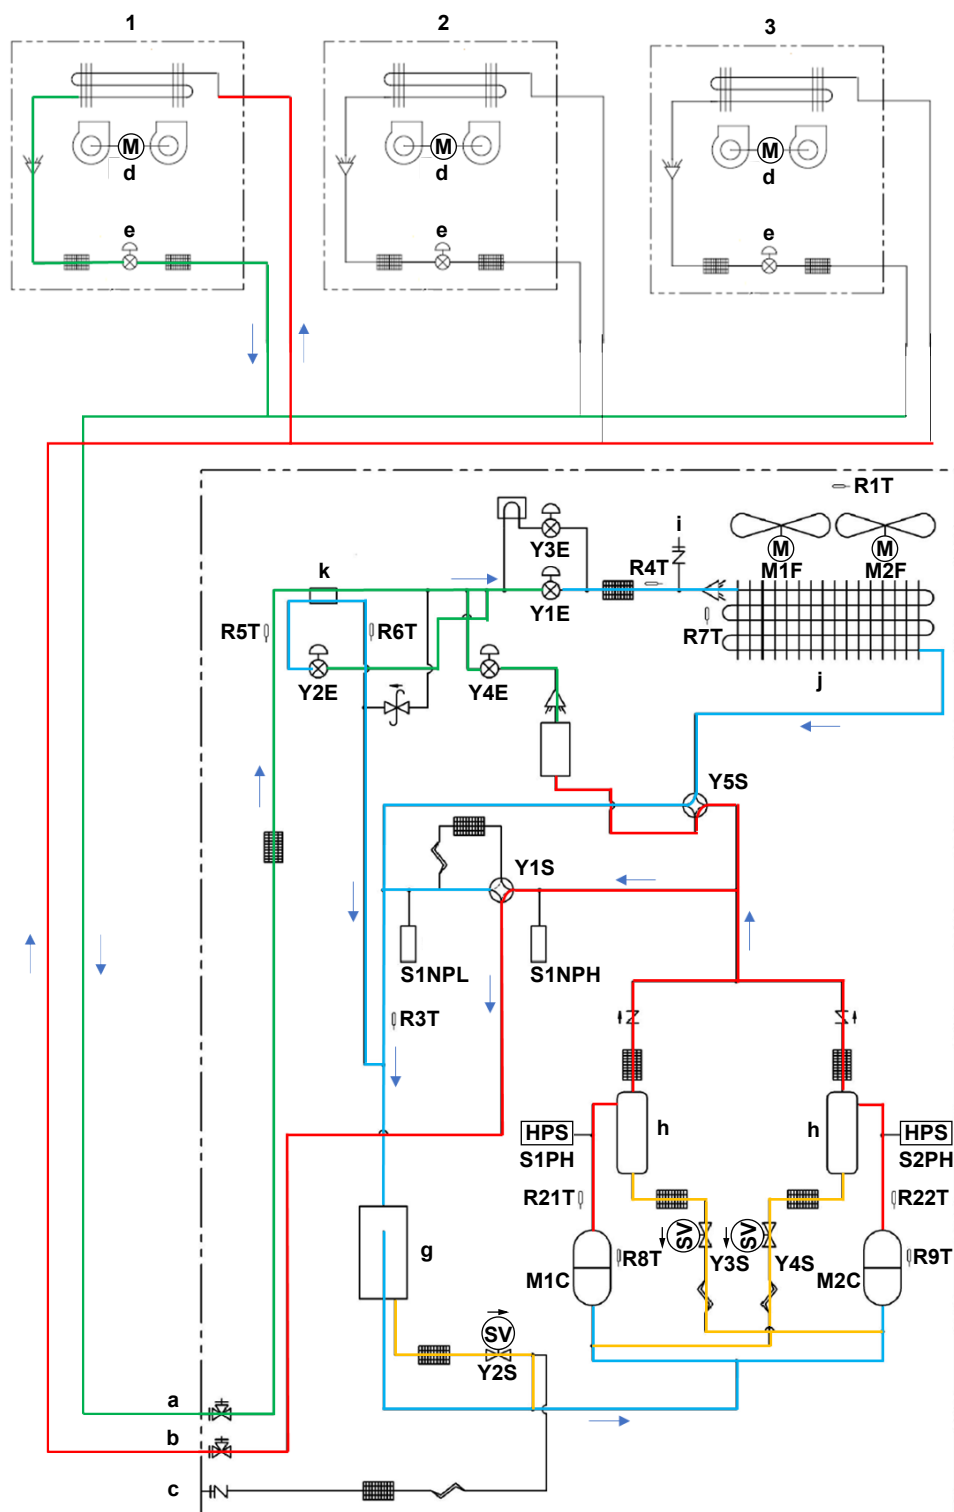 1 2 3
M M M
d d d
e e e
R1T
i
Y3E
R4T
M M
M1F M2F
k
Y1E
R5T R6T R7T
Y2E Y4E j
Y5S
Y1S
S1NPL S1NPH
R3T
HPS h h HPS
S1PH S2PH
R21T R22T
g SV SV
R8T Y3S Y4S R9T
M1C M2C
SV
Y2S
a
b
c